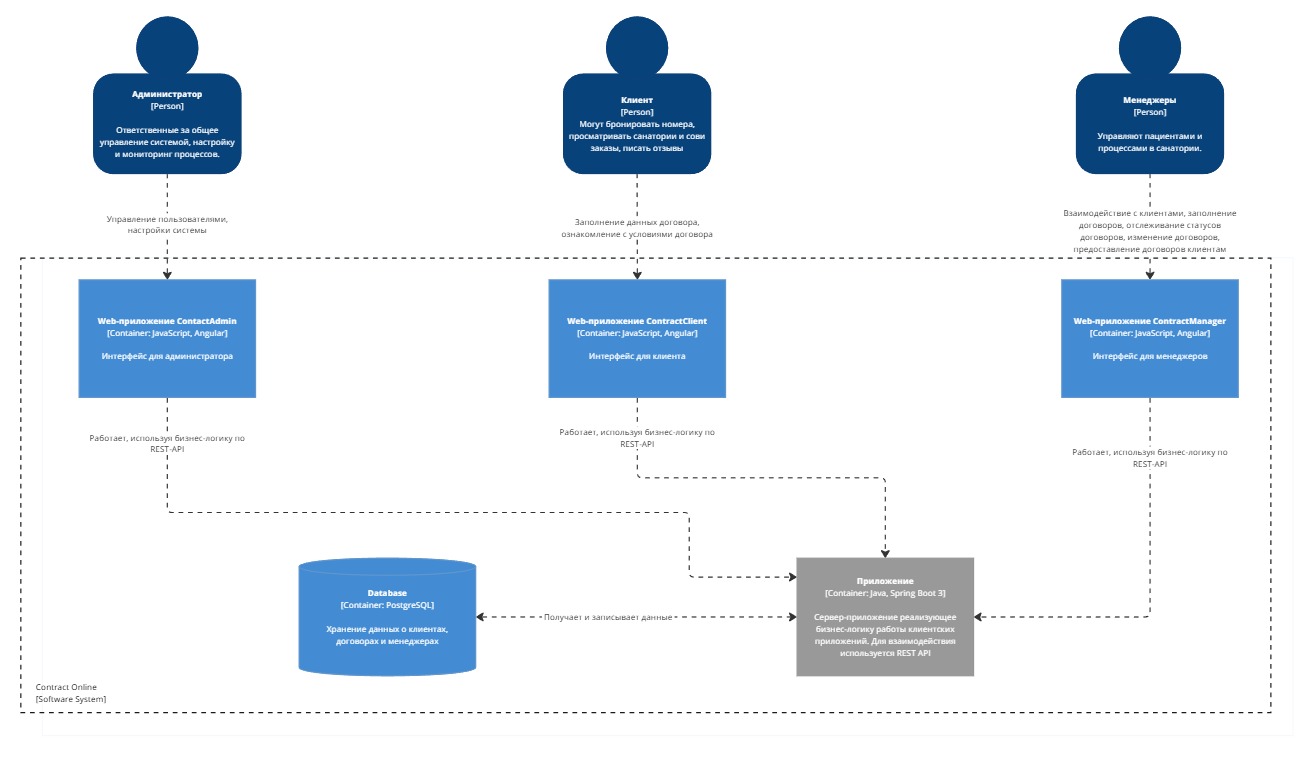 Администратор
[Person]
Ответственные за общее
управление системой, настройку
и мониторинг процессов.
Клиент
[Person]
Могут бронировать номера,
просматривать санатории и сови
заказы, писать отзывы
Менеджеры
[Person]
Управляют пациентами и
процессами в санатории.
Управление пользователями,
настройки системы
Заполнение данных договора,
ознакомление с условиями договора
Взаимодействие с клиентами, заполнение
договоров, отслеживание статусов
договоров, изменение договоров,
предоставление договоров клиентам
Web-приложение ContactAdmin
[Container: JavaScript, Angular]
Интерфейс для администратора
Web-приложение ContractClient
[Container: JavaScript, Angular]
Интерфейс для клиента
Web-приложение ContractManager
[Container: JavaScript, Angular]
Интерфейс для менеджеров
Работает, используя бизнес-логику по
REST-API
Работает, используя бизнес-логику по
REST-API
Работает, используя бизнес-логику по
REST-API
Database
[Container: PostgreSQL]
Хранение данных о клиентах,
договорах и менеджерах
Получает и записывает данные
Приложение
[Container: Java, Spring Boot 3]
Сервер-приложение реализующее
бизнес-логику работы клиентских
приложений. Для взаимодействия
используется REST API
Contract Online
[Software System]